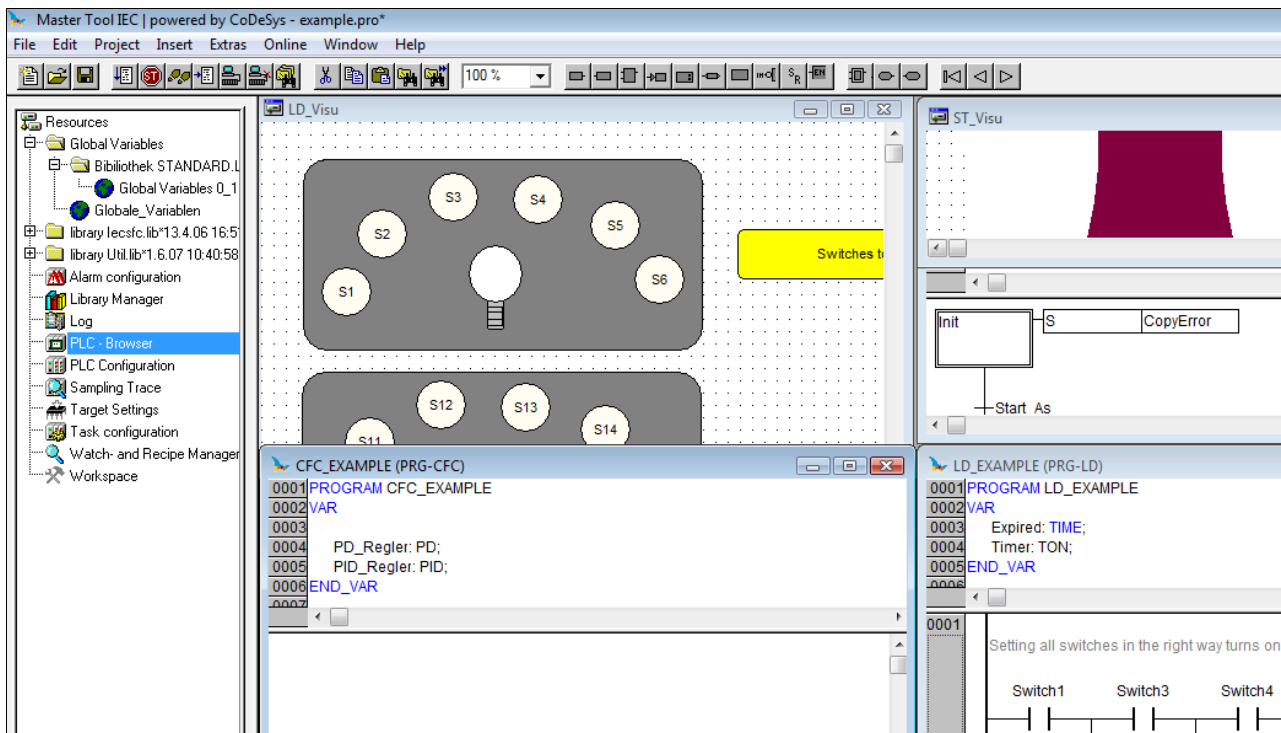 Master Tool IEC | powered by CoDeSys - example.pro*
File Edit Project Insert Extras Online Window Help
100 %
Resources
Global Variables
Bibliothek STANDARD.L
Global Variables 0_1
Globale_Variablen
library Iecsfc.lib*13.4.06 16:5
library Util.lib*1.6.07 10:40:58
Alarm configuration
Library Manager
Log
PLC - Browser
PLC Configuration
Sampling Trace
Target Settings
Task configuration
Watch- and Recipe Manager
Workspace
LD_Visu
S1
S2
S3
S4
S5
S6
Switches to
S11
S12
S13
S14
ST_Visu
Init
S CopyError
Start As
CFC_EXAMPLE (PRG-CFC)
0001 PROGRAM CFC_EXAMPLE
0002 VAR
0003
0004 PD_Regler: PD;
0005 PID_Regler: PID;
0006 END_VAR
0007
LD_EXAMPLE (PRG-LD)
0001 PROGRAM LD_EXAMPLE
0002 VAR
0003 Expired: TIME;
0004 Timer: TON;
0005 END_VAR
0006
0001
Setting all switches in the right way turns on
Switch1 Switch3 Switch4